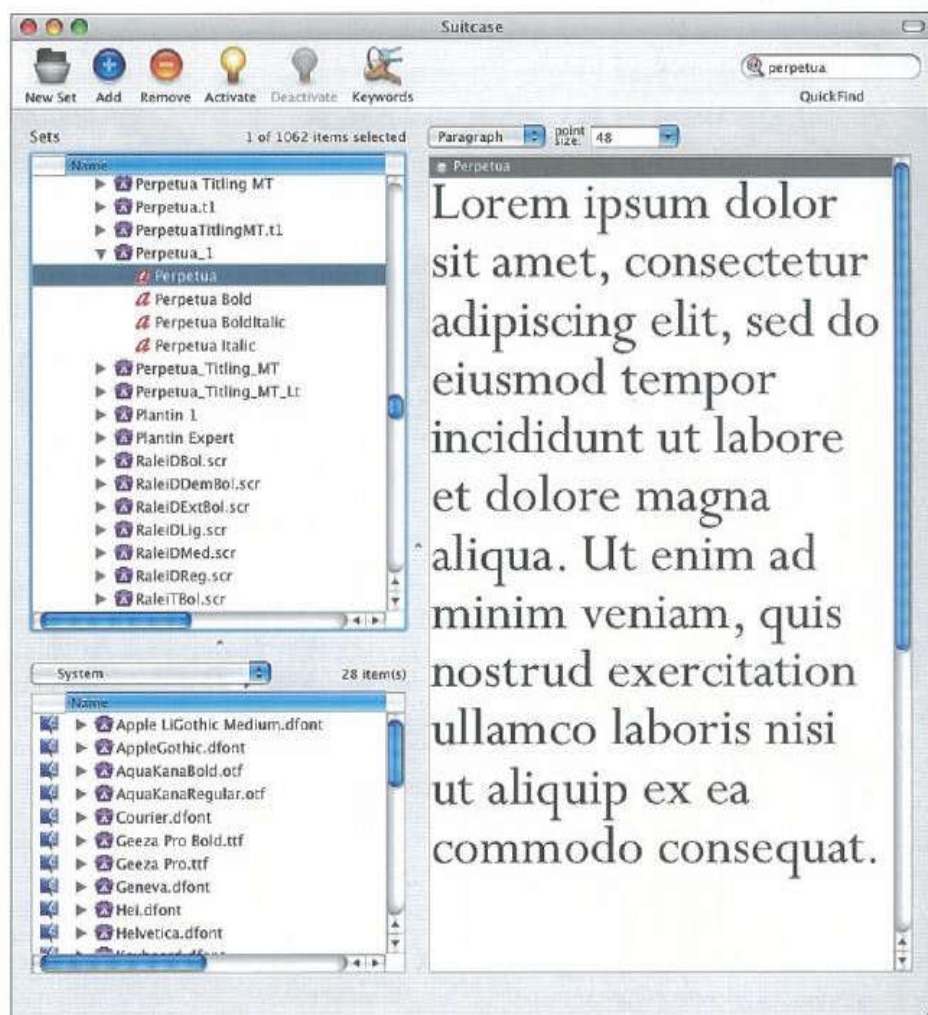 Suitcase
New Set Add Remove Activate Deactivate Keywords
perpetua
QuickFind
Sets 1 of 1062 items selected
Name
Perpetua Titling MT
Perpetua.t1
PerpetuaTitlingMT.t1
Perpetua_1
a Perpetua
a Perpetua Bold
a Perpetua BoldItalic
a Perpetua Italic
Perpetua_Titling_MT
Perpetua_Titling_MT_Lt
Plantin 1
Plantin Expert
RaleiDBol.scr
RaleiDDemBol.scr
RaleiDExtBol.scr
RaleiDLig.scr
RaleiDMed.scr
RaleiDReg.scr
RaleiTBol.scr
System 28 item(s)
Name
Apple LiGothic Medium.dfont
AppleGothic.dfont
AquaKanaBold.otf
AquaKanaRegular.otf
Courier.dfont
Geeza Pro Bold.ttf
Geeza Pro.ttf
Geneva.dfont
Hei.dfont
Helvetica.dfont
Keyboard.dfont
Paragraph point size: 48
Perpetua
Lorem ipsum dolor
sit amet, consectetur
adipiscing elit, sed do
eiusmod tempor
incididunt ut labore
et dolore magna
aliqua. Ut enim ad
minim veniam, quis
nostrud exercitation
ullamco laboris nisi
ut aliquip ex ea
commodo consequat.